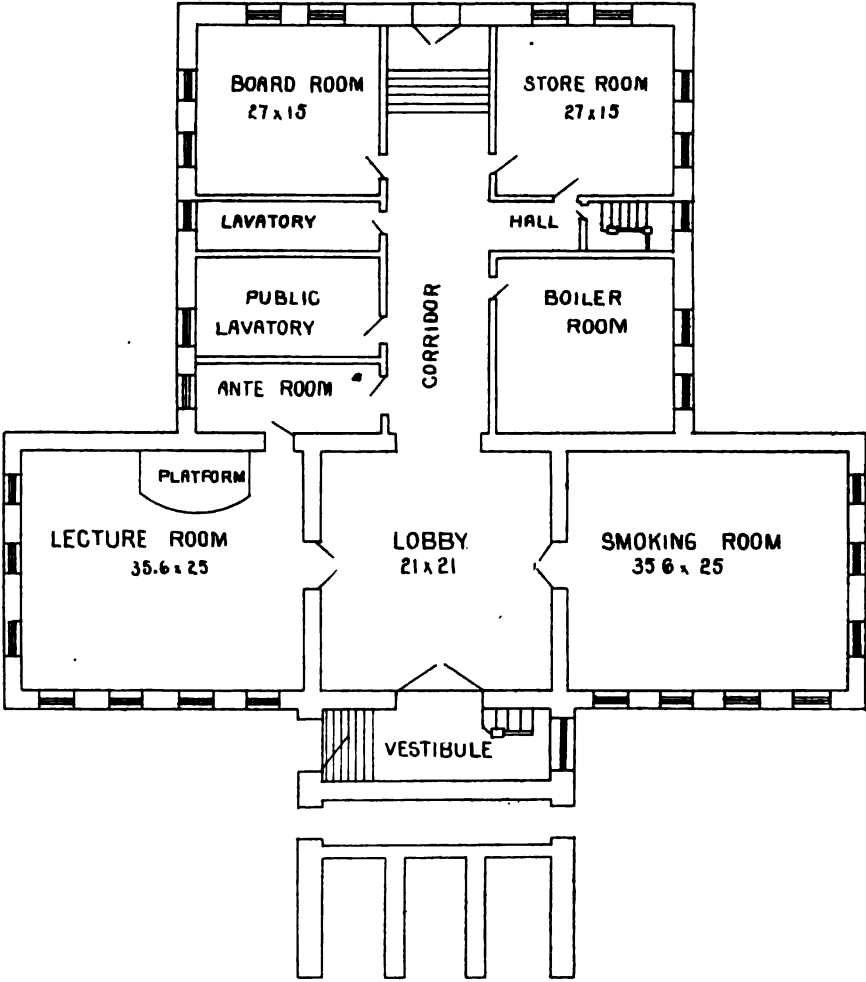 BOARD ROOM
27 x 15
STORE ROOM
27 x 15
LAVATORY
HALL
PUBLIC
LAVATORY
CORRIDOR
BOILER
ROOM
ANTE ROOM
PLATFORM
LECTURE ROOM
35.6 x 25
LOBBY
21 x 21
SMOKING ROOM
35 6 x 25
VESTIBULE